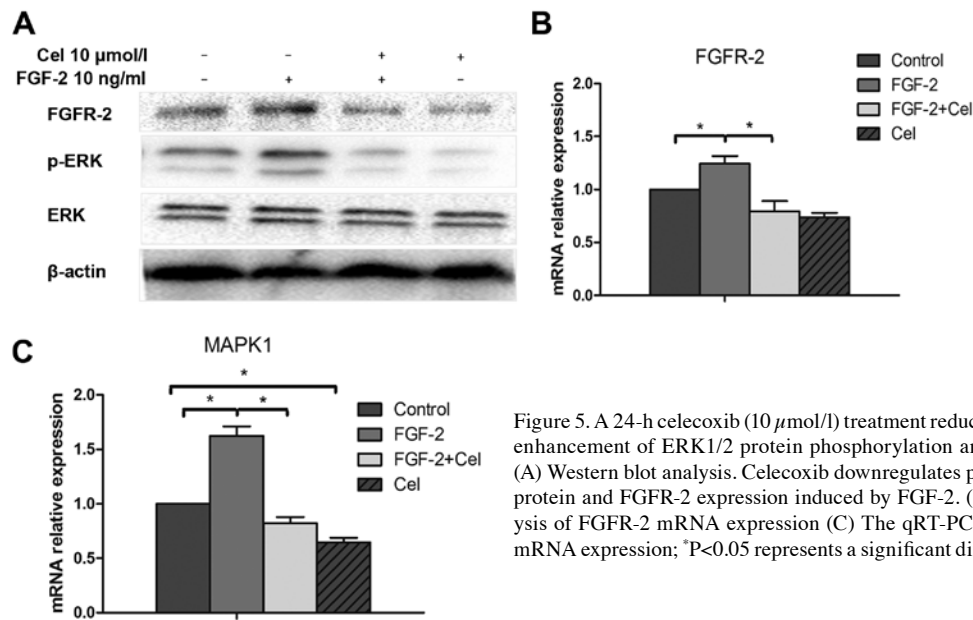 A
Cel 10 μmol/l - - + +
FGF-2 10 ng/ml - + + -
FGFR-2
p-ERK
ERK
β-actin
B
FGFR-2
mRNA relative expression
2.0
1.5
1.0
0.5
0.0
* *
Control
FGF-2
FGF-2+Cel
Cel
C
MAPK1
mRNA relative expression
2.0
1.5
1.0
0.5
0.0
*
* *
Control
FGF-2
FGF-2+Cel
Cel
Figure 5. A 24-h celecoxib (10 μmol/l) treatment reduc
enhancement of ERK1/2 protein phosphorylation an
(A) Western blot analysis. Celecoxib downregulates p
protein and FGFR-2 expression induced by FGF-2. (
ysis of FGFR-2 mRNA expression (C) The qRT-PC
mRNA expression; *P<0.05 represents a significant di